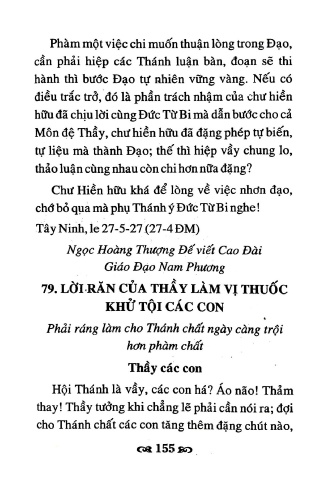 Phàm một việc chi muốn thuận lòng trong Đạo,
cần phải hiệp các Thánh luận bàn, đoạn sẽ thi
hành thì bước Đạo tự nhiên vững vàng. Nếu có
điều trắc trở, đó là phần trách nhậm của chư hiền
hữu đã chịu lời cùng Đức Từ Bi mà dẫn bước cho cả
Môn đệ Thầy, chư hiền hữu đã đặng phép tự biến,
tự liệu mà thành Đạo; thế thì hiệp vầy chung lo,
thảo luận cùng nhau còn chi hơn nữa đặng?
Chư Hiền hữu khá để lòng về việc nhơn đạo,
chớ bỏ qua mà phụ Thánh ý Đức Từ Bi nghe!
Tây Ninh, le 27-5-27 (27-4 ĐM)
Ngọc Hoàng Thượng Đế viết Cao Đài
Giáo Đạo Nam Phương
79. LỜI RĂN CỦA THẦY LÀM VỊ THUỐC
KHỬ TỘI CÁC CON
Phải ráng làm cho Thánh chất ngày càng trội
hơn phàm chất
Thầy các con
Hội Thánh là vầy, các con há? Áo não! Thảm
thay! Thầy tưởng khi chẳng lẽ phải cần nói ra; đợi
cho Thánh chất các con tăng thêm đặng chút nào,
155